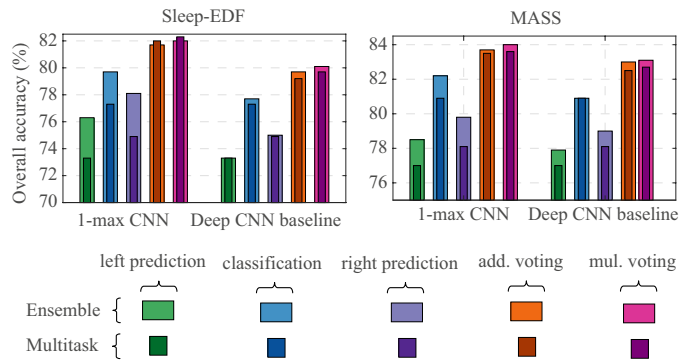 Sleep-EDF
MASS
Overall accuracy (%)
82
80
78
76
74
72
70
1-max CNN
Deep CNN baseline
84
82
80
78
76
1-max CNN
Deep CNN baseline
left prediction
classification
right prediction
add. voting
mul. voting
Ensemble
Multitask